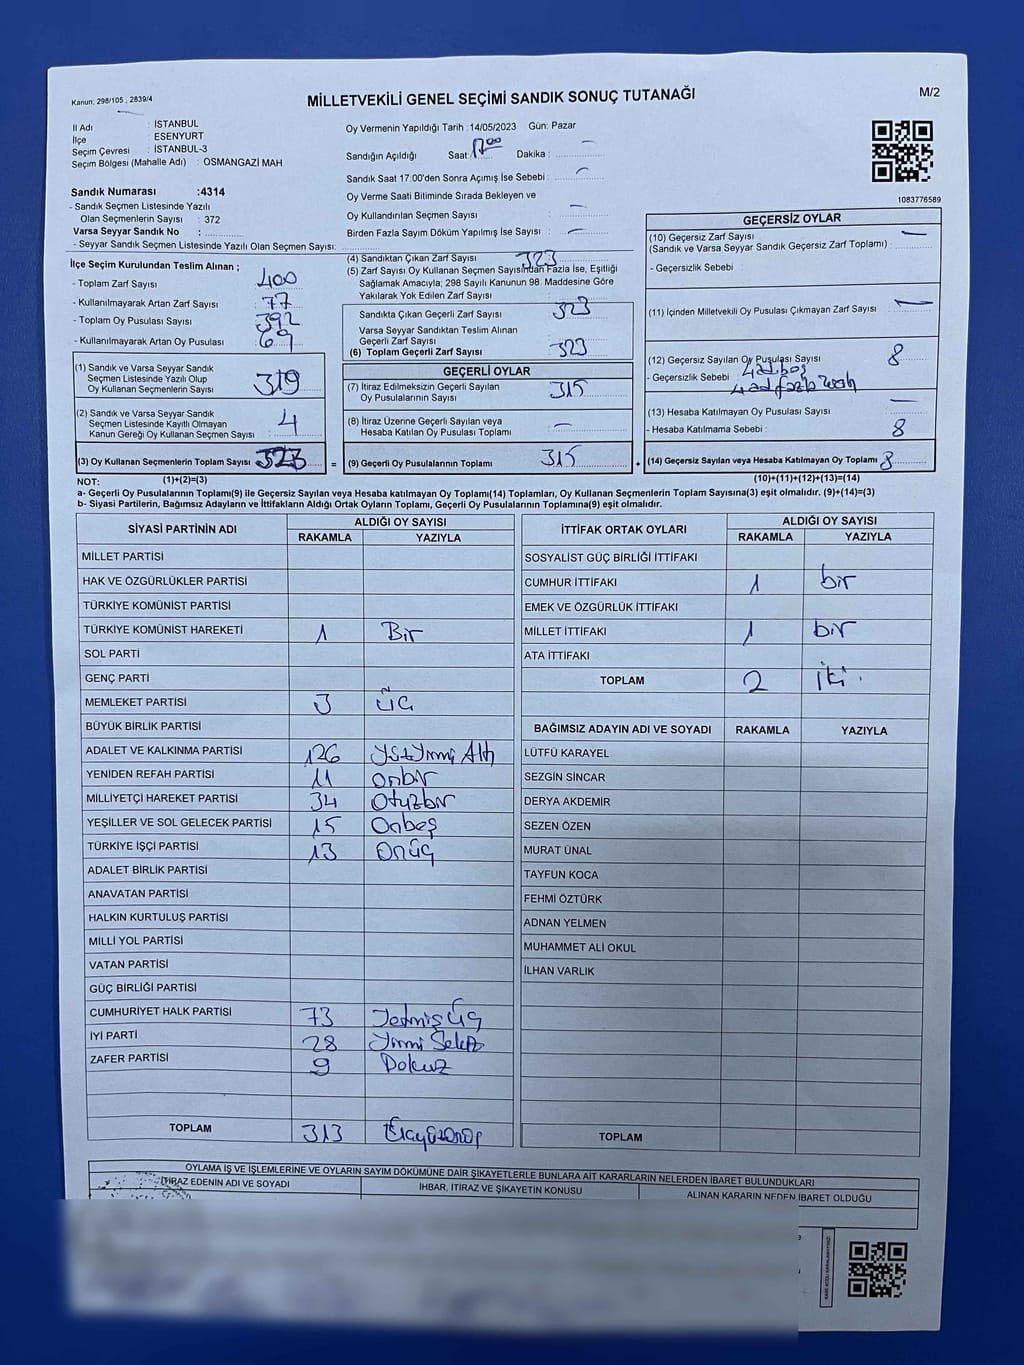 Kanun; 298/105 , 2839/4
MİLLETVEKİLİ GENEL SEÇİMİ SANDIK SONUÇ TUTANAĞI
M/2
İl Adı : İSTANBUL
İlçe : ESENYURT
Seçim Çevresi : İSTANBUL-3
Seçim Bölgesi (Mahalle Adı) : OSMANGAZİ MAH.
Oy Vermenin Yapıldığı Tarih :14/05/2023 Gün: Pazar
Sandığın Açıldığı Saat: 17:00 Dakika : —
Sandık Saat 17:00'den Sonra Açımış İse Sebebi : —
Oy Verme Saati Bitiminde Sırada Bekleyen ve
Oy Kullandırılan Seçmen Sayısı : —
Birden Fazla Sayım Döküm Yapılmış İse Sayısı : —
1083776589
Sandık Numarası :4314
- Sandık Seçmen Listesinde Yazılı
Olan Seçmenlerin Sayısı : 372
Varsa Seyyar Sandık No :
- Seyyar Sandık Seçmen Listesinde Yazılı Olan Seçmen Sayısı:
İlçe Seçim Kurulundan Teslim Alınan ;
- Toplam Zarf Sayısı : 400
- Kullanılmayarak Artan Zarf Sayısı : 77
- Toplam Oy Pusulası Sayısı : 392
- Kullanılmayarak Artan Oy Pusulası : 69
(1) Sandık ve Varsa Seyyar Sandık
Seçmen Listesinde Yazılı Olup
Oy Kullanan Seçmenlerin Sayısı : 319
(2) Sandık ve Varsa Seyyar Sandık
Seçmen Listesinde Kayıtlı Olmayan
Kanun Gereği Oy Kullanan Seçmen Sayısı : 4
(3) Oy Kullanan Seçmenlerin Toplam Sayısı : 323
(4) Sandıktan Çıkan Zarf Sayısı : 323
(5) Zarf Sayısı Oy Kullanan Seçmen Sayısından Fazla İse, Eşitliği
Sağlamak Amacıyla; 298 Sayılı Kanunun 98. Maddesine Göre
Yakılarak Yok Edilen Zarf Sayısı :
Sandıkta Çıkan Geçerli Zarf Sayısı : 323
Varsa Seyyar Sandıktan Teslim Alınan
Geçerli Zarf Sayısı :
(6) Toplam Geçerli Zarf Sayısı : 323
GEÇERLİ OYLAR
(7) İtiraz Edilmeksizin Geçerli Sayılan
Oy Pusulalarının Sayısı : 315
(8) İtiraz Üzerine Geçerli Sayılan veya
Hesaba Katılan Oy Pusulası Toplamı : —
= (9) Geçerli Oy Pusulalarının Toplamı : 315 +
GEÇERSİZ OYLAR
(10) Geçersiz Zarf Sayısı —
(Sandık ve Varsa Seyyar Sandık Geçersiz Zarf Toplamı) :
- Geçersizlik Sebebi :
(11) İçinden Milletvekili Oy Pusulası Çıkmayan Zarf Sayısı : —
(12) Geçersiz Sayılan Oy Pusulası Sayısı : 8
- Geçersizlik Sebebi : 4 ad. boş
4 ad fazla
(13) Hesaba Katılmayan Oy Pusulası Sayısı : —
- Hesaba Katılmama Sebebi : 8
(14) Geçersiz Sayılan veya Hesaba Katılmayan Oy Toplamı : 8
NOT: (1)+(2)=(3) (10)+(11)+(12)+(13)=(14)
a- Geçerli Oy Pusulalarının Toplamı(9) ile Geçersiz Sayılan veya Hesaba katılmayan Oy Toplamı(14) Toplamları, Oy Kullanan Seçmenlerin Toplam Sayısına(3) eşit olmalıdır. (9)+(14)=(3)
b- Siyasi Partilerin, Bağımsız Adayların ve İttifakların Aldığı Ortak Oyların Toplamı, Geçerli Oy Pusulalarının Toplamına(9) eşit olmalıdır.
SİYASİ PARTİNİN ADI ALDIĞI OY SAYISI
RAKAMLA YAZIYLA
MİLLET PARTİSİ
HAK VE ÖZGÜRLÜKLER PARTİSİ
TÜRKİYE KOMÜNİST PARTİSİ
TÜRKİYE KOMÜNİST HAREKETİ 1 Bir
SOL PARTİ
GENÇ PARTİ
MEMLEKET PARTİSİ 3 üç
BÜYÜK BİRLİK PARTİSİ
ADALET VE KALKINMA PARTİSİ 126 YüzYirmi Altı
YENİDEN REFAH PARTİSİ 11 onbir
MİLLİYETÇİ HAREKET PARTİSİ 34 Otuzbir
YEŞİLLER VE SOL GELECEK PARTİSİ 15 Onbeş
TÜRKİYE İŞÇİ PARTİSİ 13 Onüç
ADALET BİRLİK PARTİSİ
ANAVATAN PARTİSİ
HALKIN KURTULUŞ PARTİSİ
MİLLİ YOL PARTİSİ
VATAN PARTİSİ
GÜÇ BİRLİĞİ PARTİSİ
CUMHURİYET HALK PARTİSİ 73 Yetmiş Üç
İYİ PARTİ 28 Yirmi Sekiz
ZAFER PARTİSİ 9 Dokuz
TOPLAM 313 Üçyüzonüç
İTTİFAK ORTAK OYLARI ALDIĞI OY SAYISI
RAKAMLA YAZIYLA
SOSYALİST GÜÇ BİRLİĞİ İTTİFAKI
CUMHUR İTTİFAKI 1 bir
EMEK VE ÖZGÜRLÜK İTTİFAKI
MİLLET İTTİFAKI 1 bir
ATA İTTİFAKI
TOPLAM 2 İki.
BAĞIMSIZ ADAYIN ADI VE SOYADI RAKAMLA YAZIYLA
LÜTFÜ KARAYEL
SEZGİN SİNCAR
DERYA AKDEMİR
SEZEN ÖZEN
MURAT ÜNAL
TAYFUN KOCA
FEHMİ ÖZTÜRK
ADNAN YELMEN
MUHAMMET ALİ OKUL
İLHAN VARLIK
TOPLAM
OYLAMA İŞ VE İŞLEMLERİNE VE OYLARIN SAYIM DÖKÜMÜNE DAİR ŞİKAYETLERLE BUNLARA AİT KARARLARIN NELERDEN İBARET BULUNDUKLARI
İTİRAZ EDENİN ADI VE SOYADI İHBAR, İTİRAZ VE ŞİKAYETİN KONUSU ALINAN KARARIN NEDEN İBARET OLDUĞU